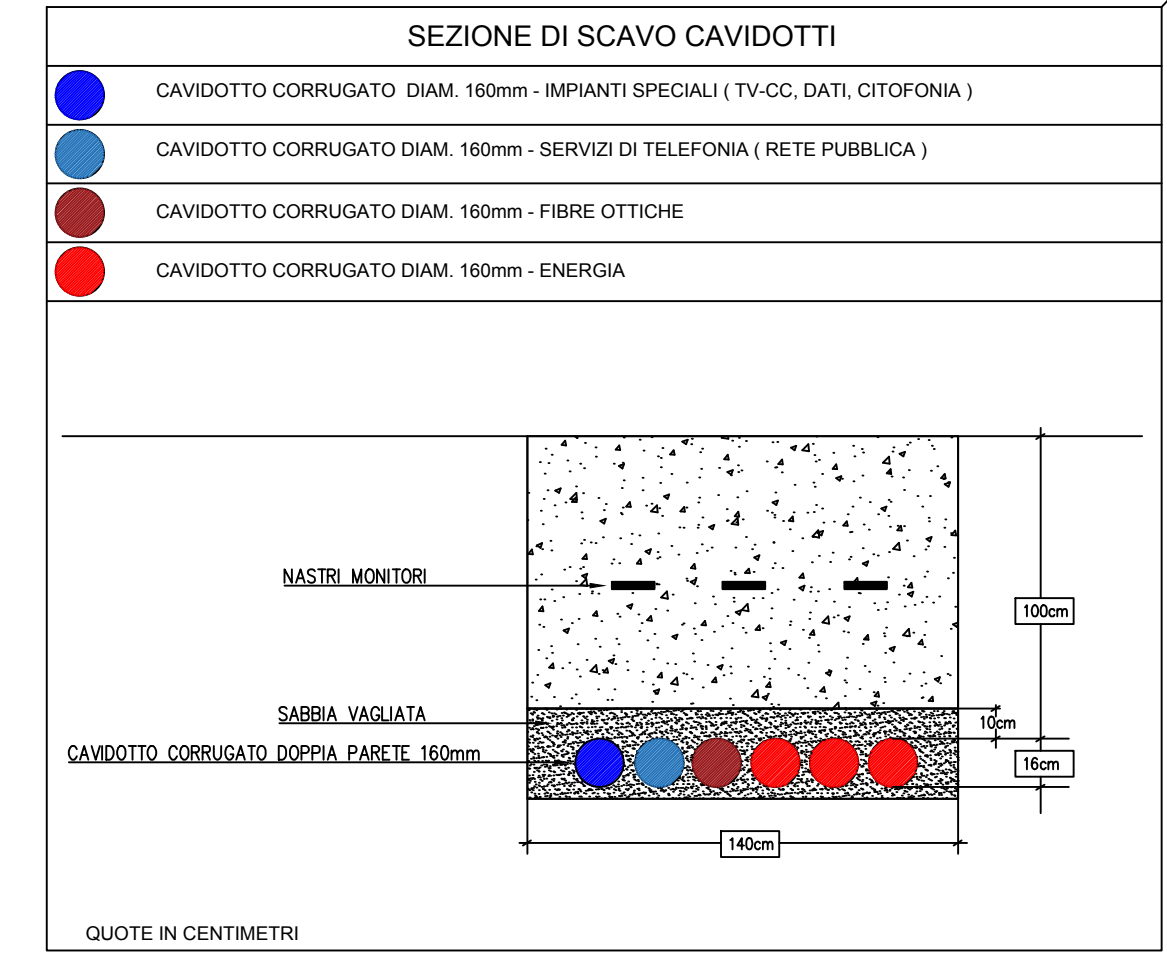 SEZIONE DI SCAVO CAVIDOTTI
CAVIDOTTO CORRUGATO DIAM. 160mm - IMPIANTI SPECIALI ( TV-CC, DATI, CITOFONIA )
CAVIDOTTO CORRUGATO DIAM. 160mm - SERVIZI DI TELEFONIA ( RETE PUBBLICA )
CAVIDOTTO CORRUGATO DIAM. 160mm - FIBRE OTTICHE
CAVIDOTTO CORRUGATO DIAM. 160mm - ENERGIA
NASTRI MONITORI
100cm
SABBIA VAGLIATA
10cm
CAVIDOTTO CORRUGATO DOPPIA PARETE 160mm
16cm
140cm
QUOTE IN CENTIMETRI